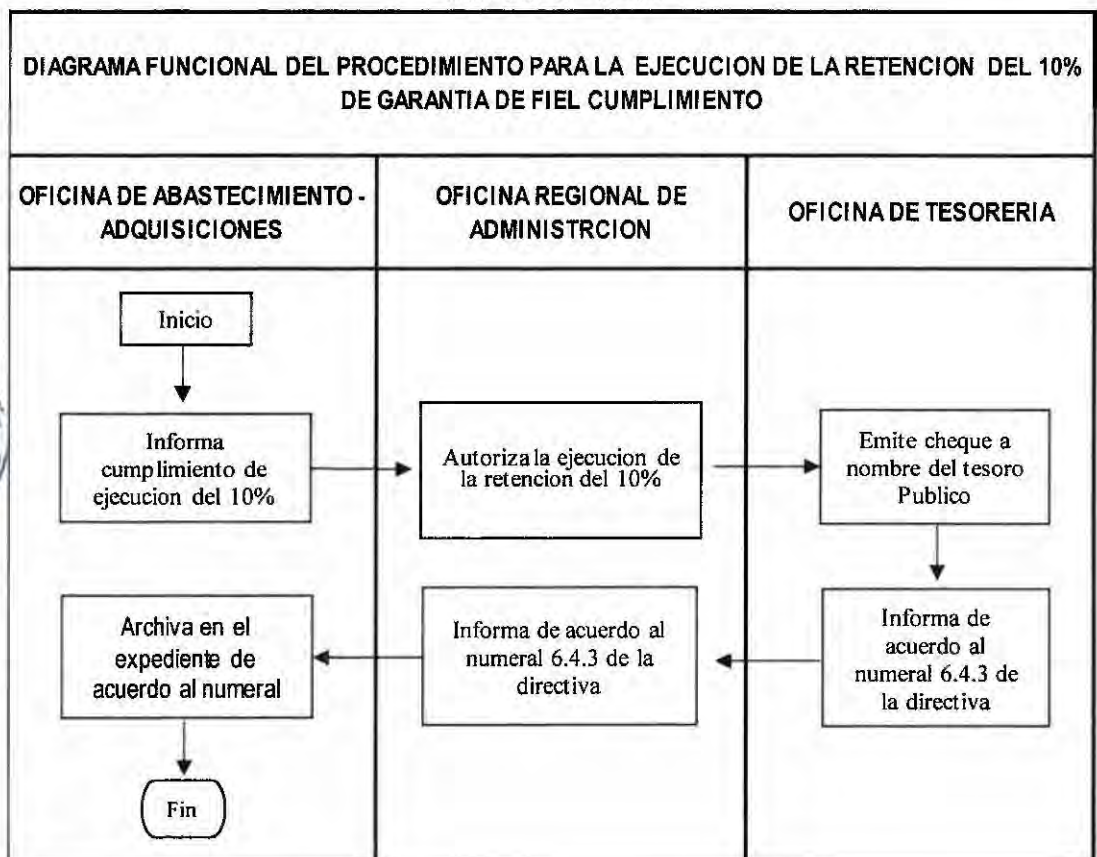 DIAGRAMA FUNCIONAL DEL PROCEDIMIENTO PARA LA EJECUCION DE LA RETENCION DEL 10%
DE GARANTIA DE FIEL CUMPLIMIENTO
OFICINA DE ABASTECIMIENTO -
ADQUISICIONES
OFICINA REGIONAL DE
ADMINISTRCION
OFICINA DE TESORERIA
Inicio
Informa
cumplimiento de
ejecucion del 10%
Autoriza la ejecucion de
la retencion del 10%
Emite cheque a
nombre del tesoro
Publico
Archiva en el
expediente de
acuerdo al numeral
Informa de acuerdo al
numeral 6.4.3 de la
directiva
Informa de
acuerdo al
numeral 6.4.3 de
la directiva
Fin